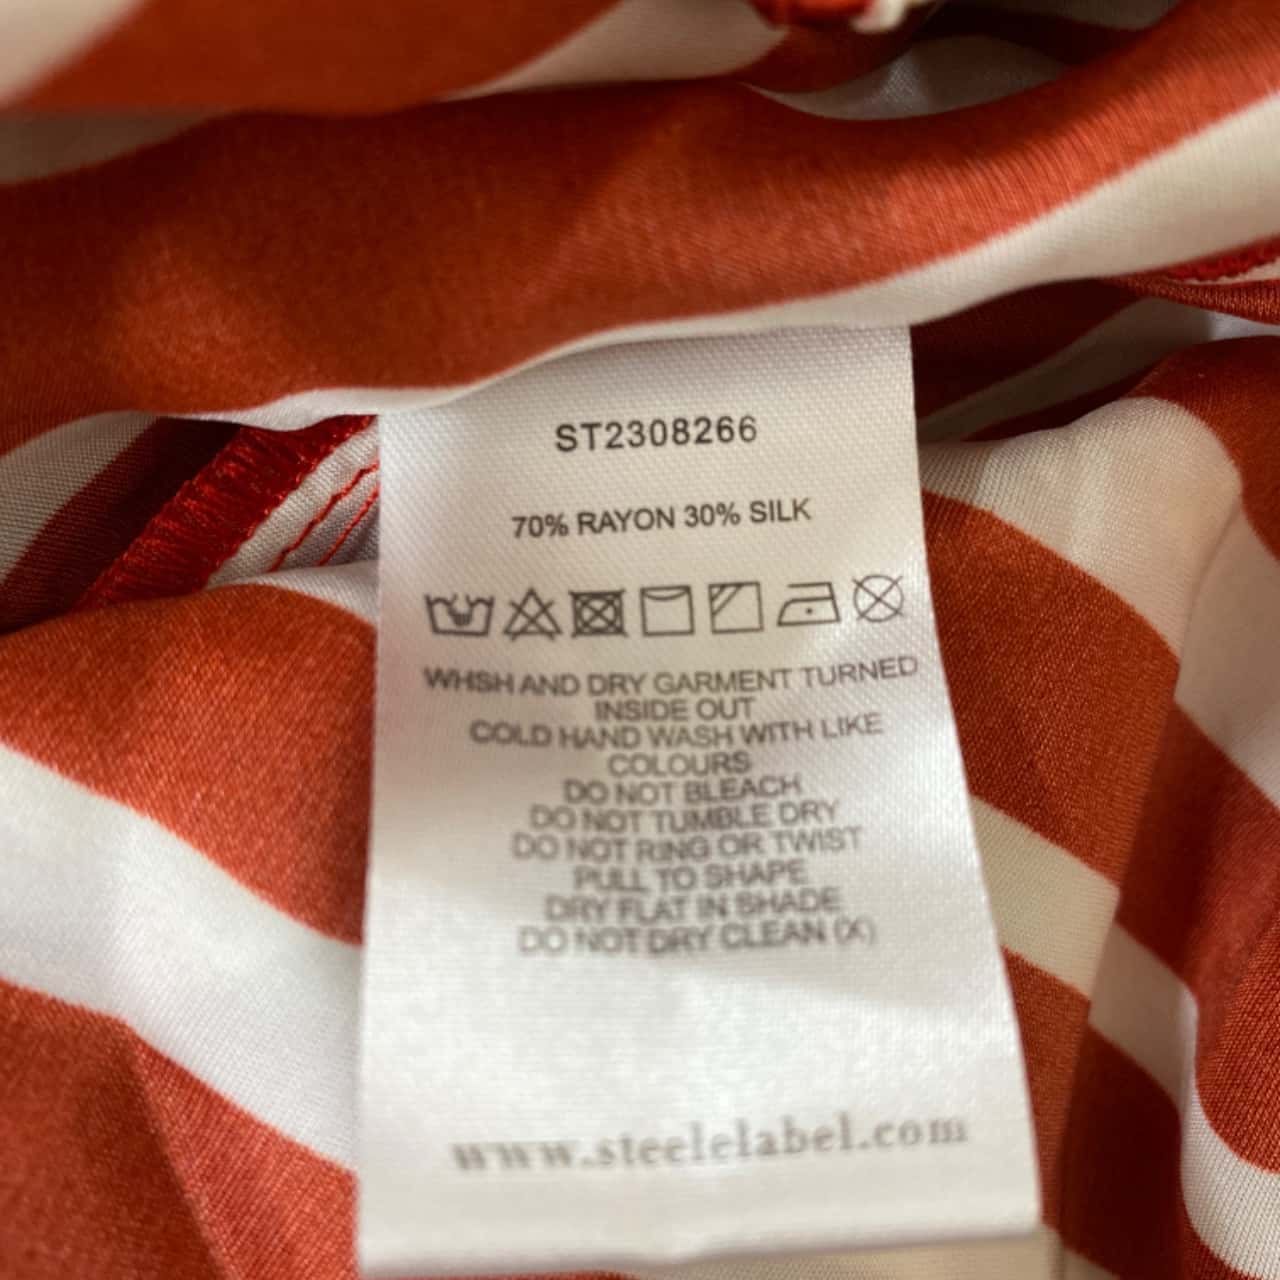 ST2308266
70% RAYON 30% SILK
WHSH AND DRY GARMENT TURNED
INSIDE OUT
COLD HAND WASH WITH LIKE
COLOURS
DO NOT BLEACH
DO NOT TUMBLE DRY
DO NOT RING OR TWIST
PULL TO SHAPE
DRY FLAT IN SHADE
DO NOT DRY CLEAN (X)
www.steelelabel.com